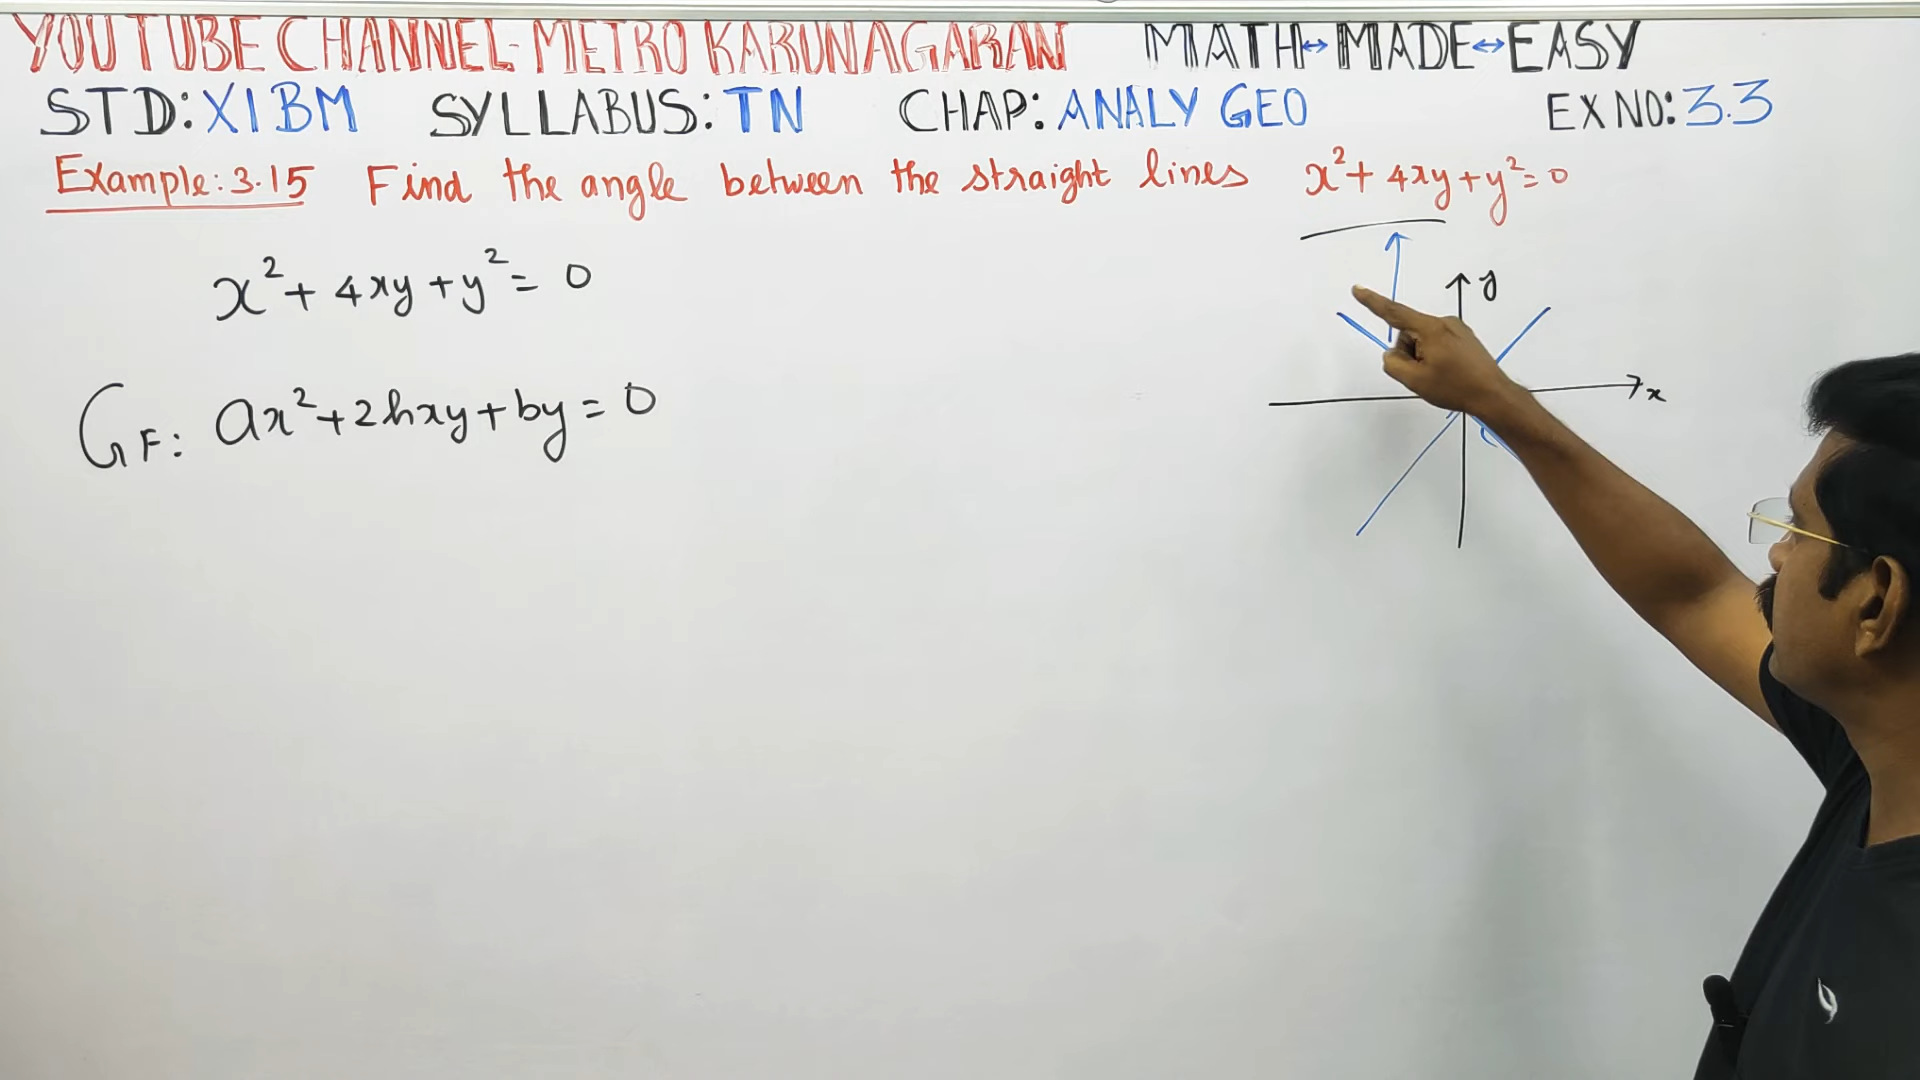 YOUTUBE CHANNEL-METRO KARUNAGARAN MATH↔MADE↔EASY
STD: XI BM SYLLABUS: TN CHAP: ANALY GEO EX NO: 3.3
Example: 3.15 Find the angle between the straight lines x²+4xy+y²=0
x²+4xy+y²=0
y
x
GF: ax²+2hxy+by=0